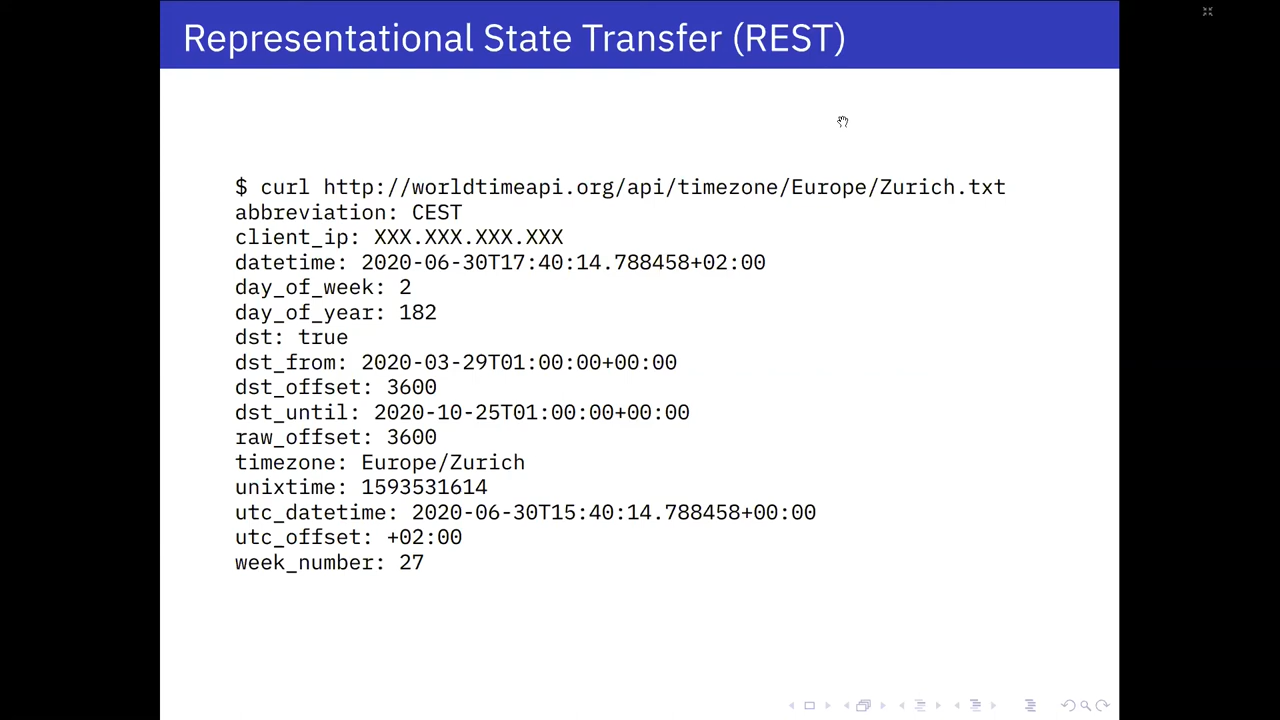 Representational State Transfer (REST)
$ curl http://worldtimeapi.org/api/timezone/Europe/Zurich.txt
abbreviation: CEST
client_ip: XXX.XXX.XXX.XXX
datetime: 2020-06-30T17:40:14.788458+02:00
day_of_week: 2
day_of_year: 182
dst: true
dst_from: 2020-03-29T01:00:00+00:00
dst_offset: 3600
dst_until: 2020-10-25T01:00:00+00:00
raw_offset: 3600
timezone: Europe/Zurich
unixtime: 1593531614
utc_datetime: 2020-06-30T15:40:14.788458+00:00
utc_offset: +02:00
week_number: 27